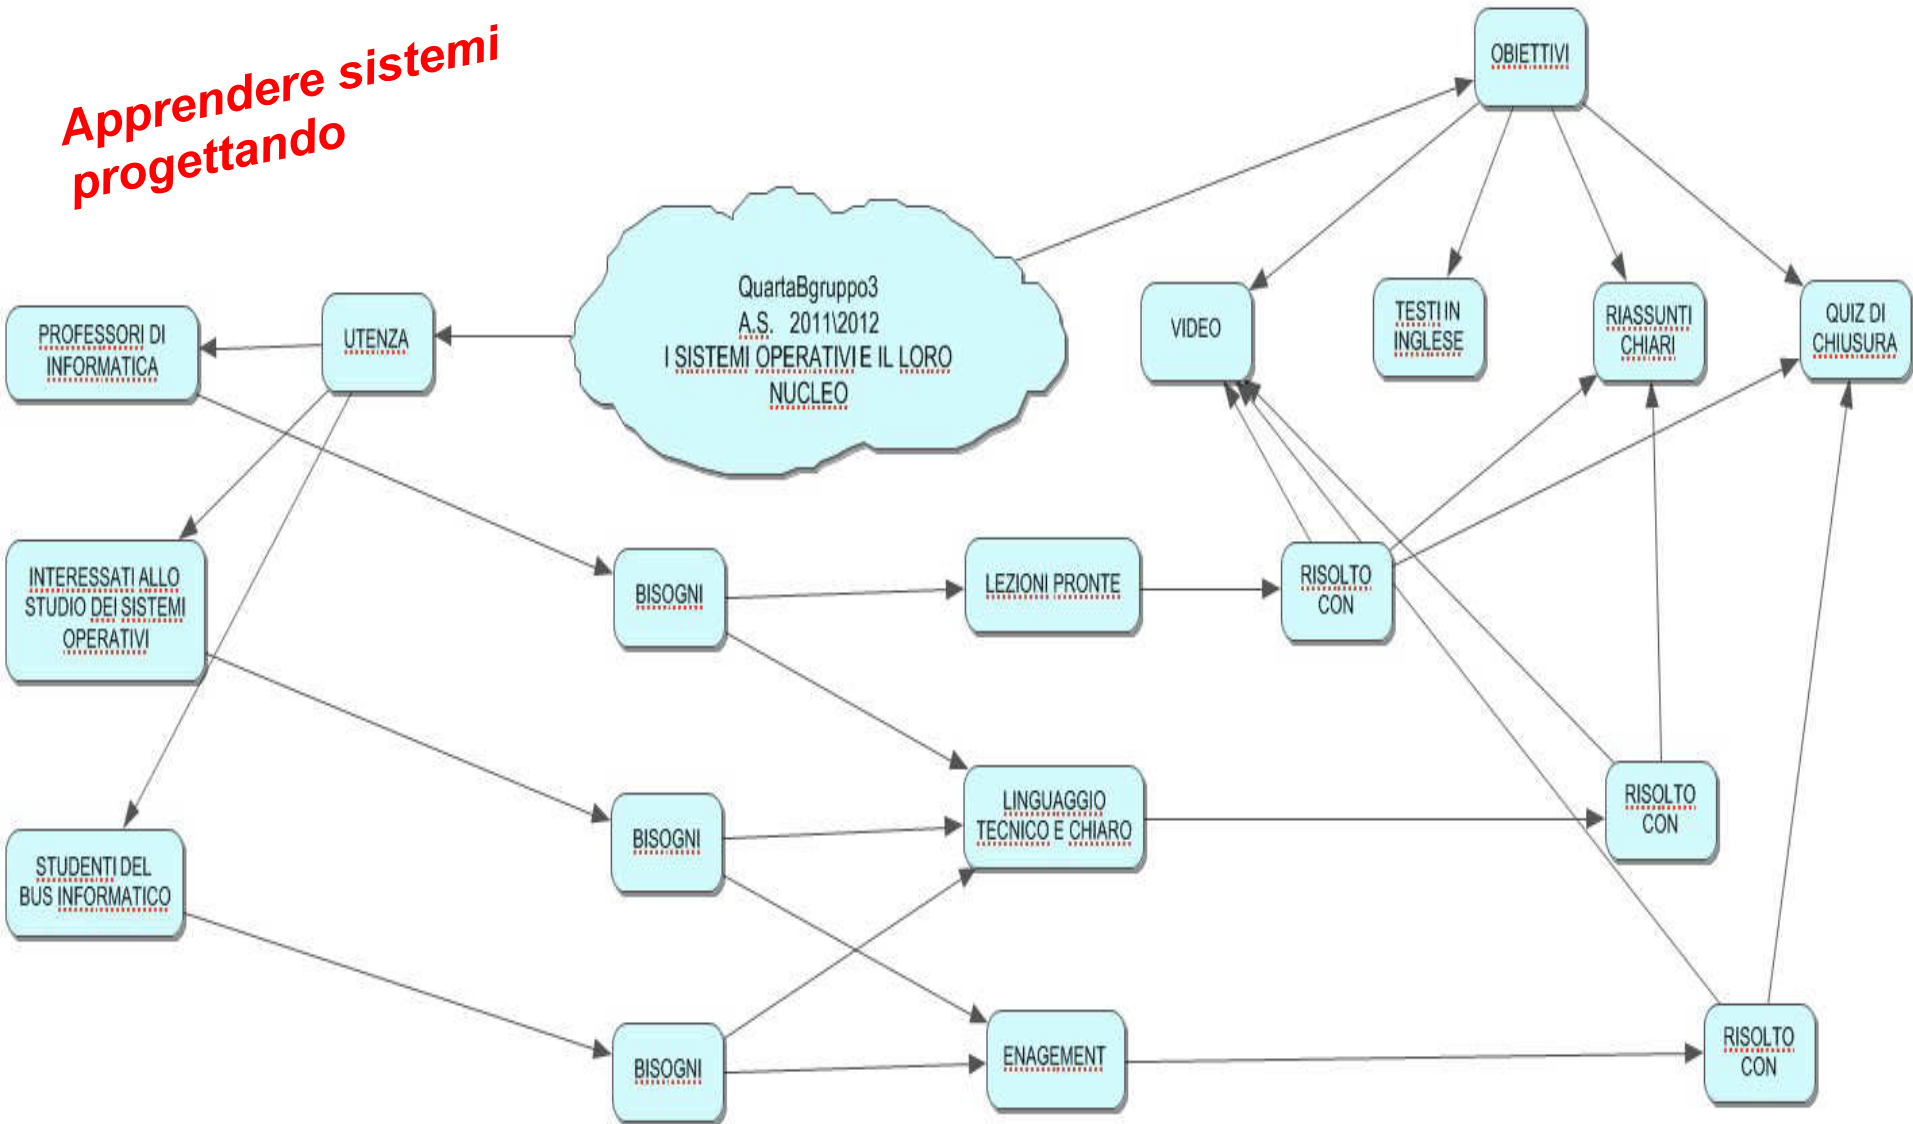 Apprendere sistemi
progettando
OBIETTIVI
QuartaBgruppo3
A.S. 2011\2012
I SISTEMI OPERATIVI E IL LORO
NUCLEO
PROFESSORI DI
INFORMATICA
UTENZA
VIDEO
TESTI IN
INGLESE
RIASSUNTI
CHIARI
QUIZ DI
CHIUSURA
INTERESSATI ALLO
STUDIO DEI SISTEMI
OPERATIVI
BISOGNI
LEZIONI PRONTE
RISOLTO
CON
BISOGNI
LINGUAGGIO
TECNICO E CHIARO
RISOLTO
CON
STUDENTI DEL
BUS INFORMATICO
BISOGNI
ENAGEMENT
RISOLTO
CON